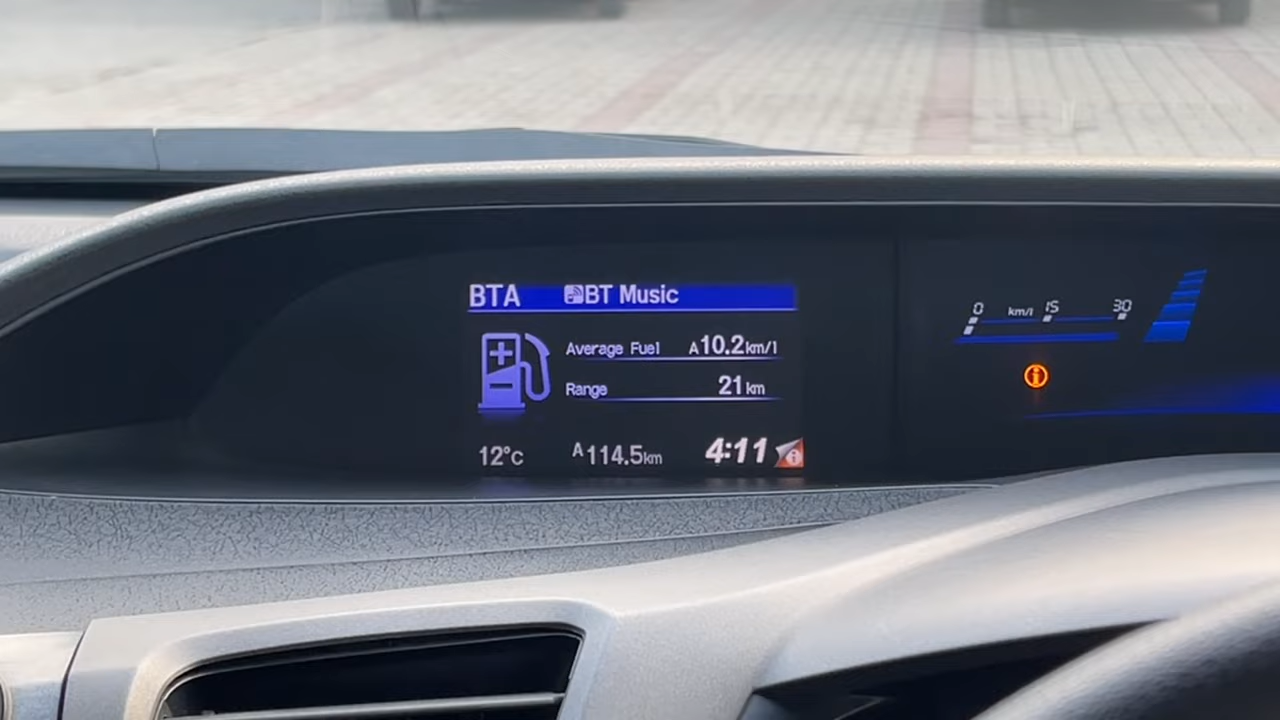 BTA BT Music
Average Fuel A10.2km/l
Range 21km
12°C A114.5km 4:11
0 km/l 15 30